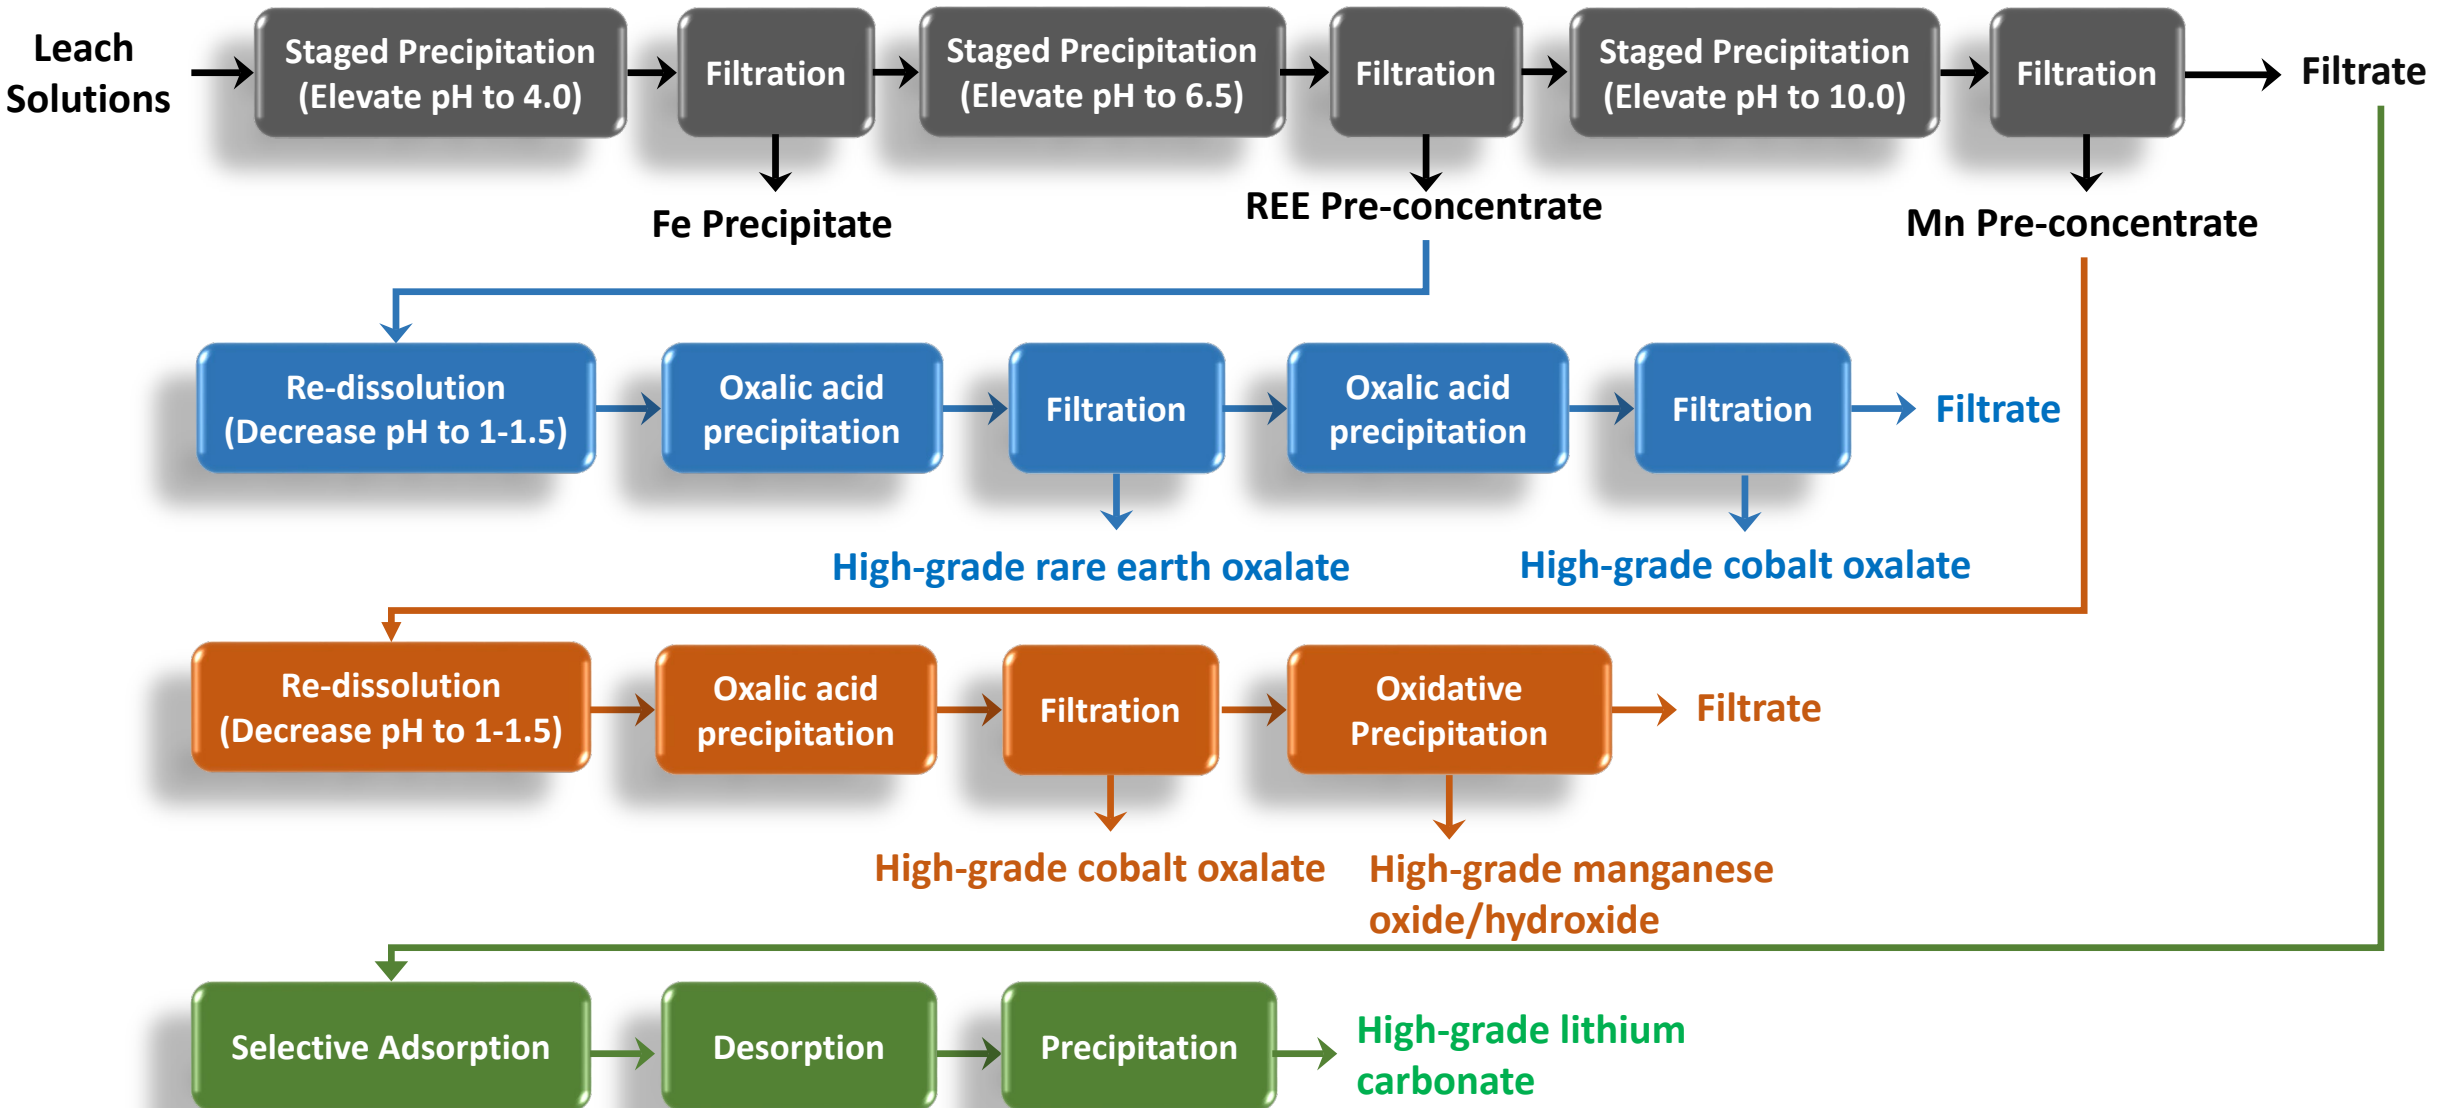 Leach
Solutions
Staged Precipitation
(Elevate pH to 4.0)
Filtration
Staged Precipitation
(Elevate pH to 6.5)
Filtration
Staged Precipitation
(Elevate pH to 10.0)
Filtration
Filtrate
Fe Precipitate
REE Pre-concentrate
Mn Pre-concentrate
Re-dissolution
(Decrease pH to 1-1.5)
Oxalic acid
precipitation
Filtration
Oxalic acid
precipitation
Filtration
Filtrate
High-grade rare earth oxalate
High-grade cobalt oxalate
Re-dissolution
(Decrease pH to 1-1.5)
Oxalic acid
precipitation
Filtration
Oxidative
Precipitation
Filtrate
High-grade cobalt oxalate
High-grade manganese
oxide/hydroxide
Selective Adsorption
Desorption
Precipitation
High-grade lithium
carbonate